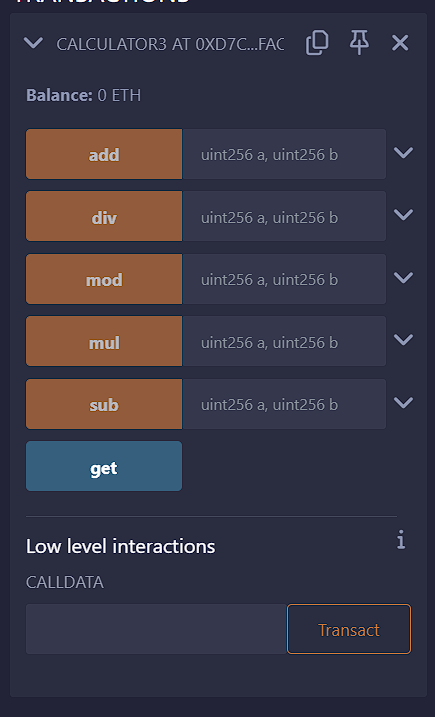 TRANSACTIONS
CALCULATOR3 AT 0XD7C...FAC
Balance: 0 ETH
add uint256 a, uint256 b
div uint256 a, uint256 b
mod uint256 a, uint256 b
mul uint256 a, uint256 b
sub uint256 a, uint256 b
get
Low level interactions
CALLDATA
Transact